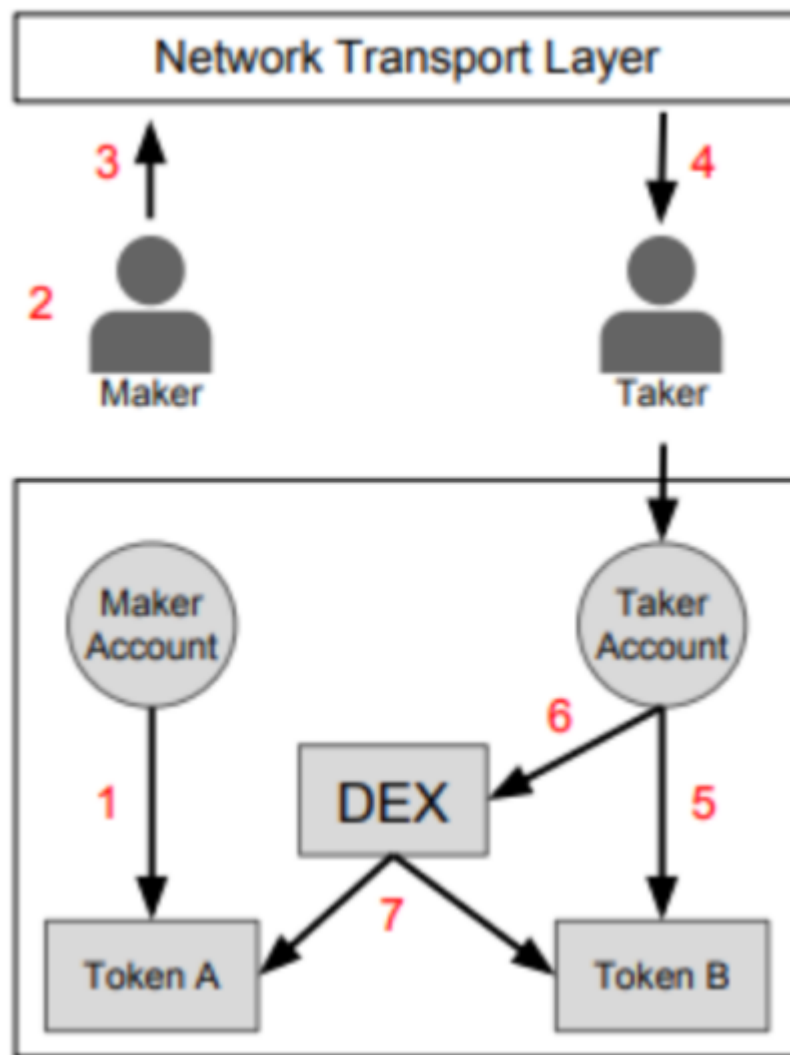 Network Transport Layer
3
4
2
Maker
Taker
Maker
Account
Taker
Account
6
1
DEX
5
7
Token A
Token B